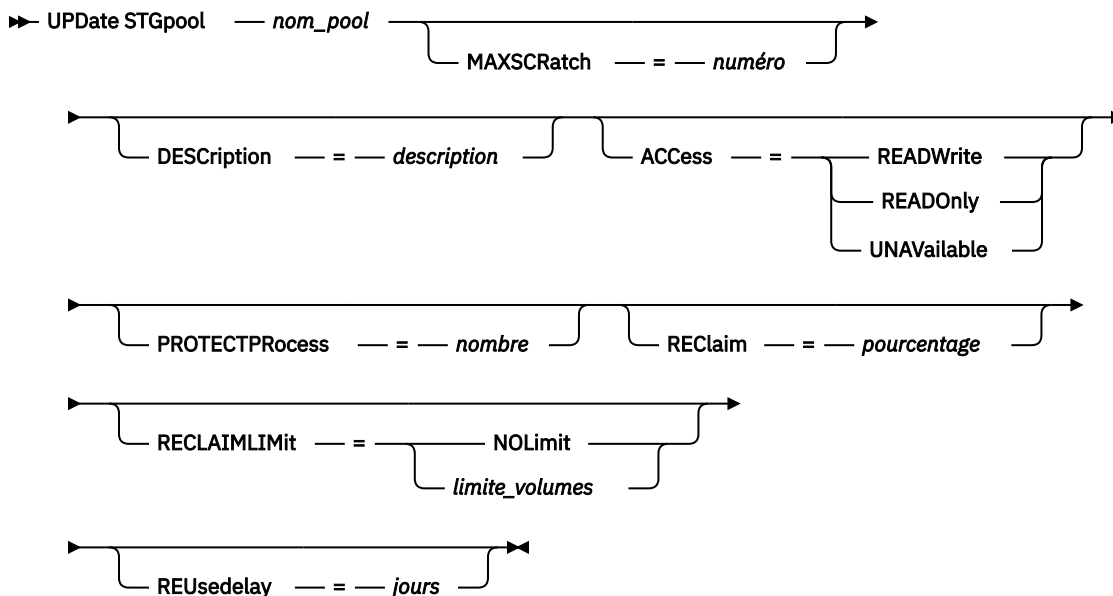 UPDate STGpool nom_pool
MAXSCRatch = numéro
DESCription = description ACCess = READWrite
READOnly
UNAVailable
PROTECTPRocess = nombre REClaim = pourcentage
RECLAIMLIMit = NOLimit
limite_volumes
REUsedelay = jours